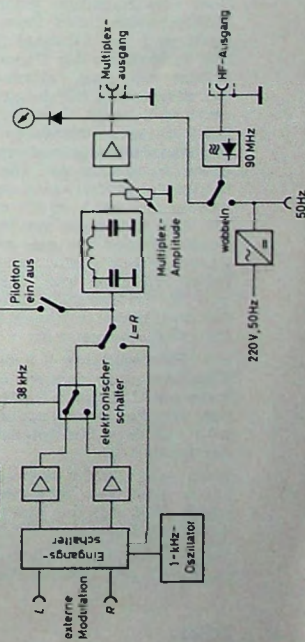 Pilotton
ein/aus
38 kHz
L
externe
Modulation
R
Eingangs-
schalter
1-kHz-
Oszillator
elektronischer
schalter
L=R
Multiplex-
Amplitude
Multiplex-
ausgang
HF-Ausgang
90 MHz
wobbeln
220 V, 50Hz
50Hz